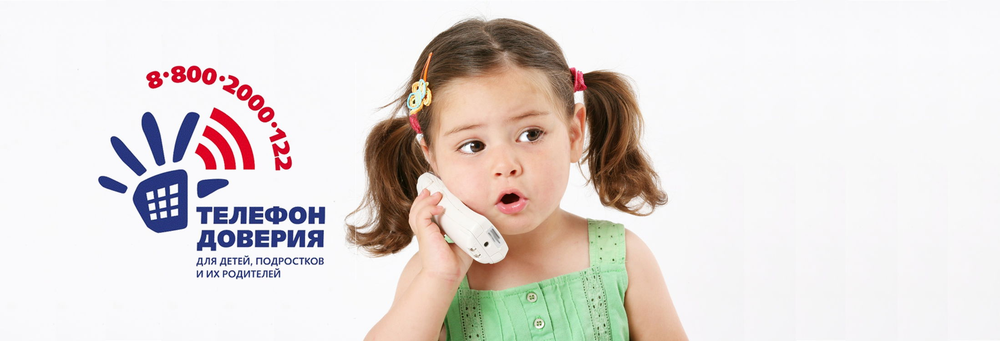 8·800·2000·122
ТЕЛЕФОН
ДОВЕРИЯ
ДЛЯ ДЕТЕЙ, ПОДРОСТКОВ
И ИХ РОДИТЕЛЕЙ